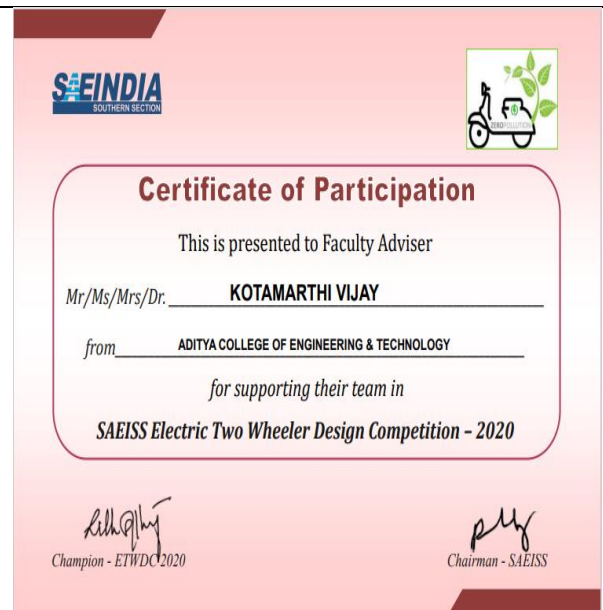 SAEINDIA
SOUTHERN SECTION
ZEROPOLLUTION
Certificate of Participation
This is presented to Faculty Adviser
Mr/Ms/Mrs/Dr. KOTAMARTHI VIJAY
from ADITYA COLLEGE OF ENGINEERING & TECHNOLOGY
for supporting their team in
SAEISS Electric Two Wheeler Design Competition – 2020
Champion - ETWDC 2020
Chairman - SAEISS